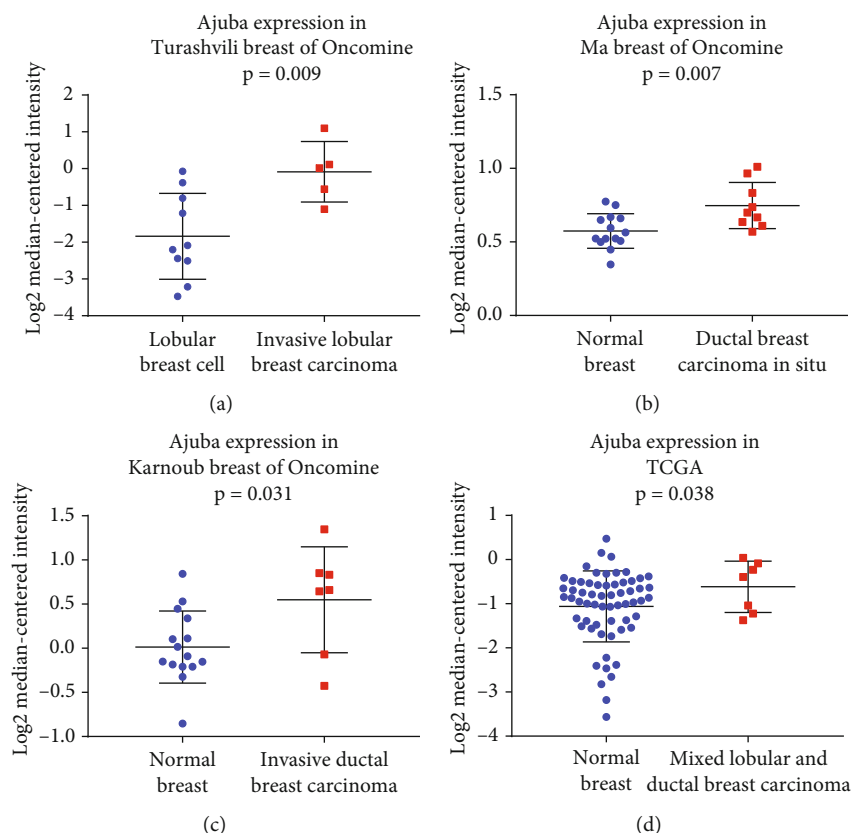 Ajuba expression in
Turashvili breast of Oncomine
p = 0.009
Log2 median-centered intensity
2
1
0
−1
−2
−3
−4
Lobular
breast cell
Invasive lobular
breast carcinoma
(a)
Ajuba expression in
Ma breast of Oncomine
p = 0.007
Log2 median-centered intensity
1.5
1.0
0.5
0.0
Normal
breast
Ductal breast
carcinoma in situ
(b)
Ajuba expression in
Karnoub breast of Oncomine
p = 0.031
Log2 median-centered intensity
1.5
1.0
0.5
0.0
−0.5
−1.0
Normal
breast
Invasive ductal
breast carcinoma
(c)
Ajuba expression in
TCGA
p = 0.038
Log2 median-centered intensity
1
0
−1
−2
−3
−4
Normal
breast
Mixed lobular and
ductal breast carcinoma
(d)